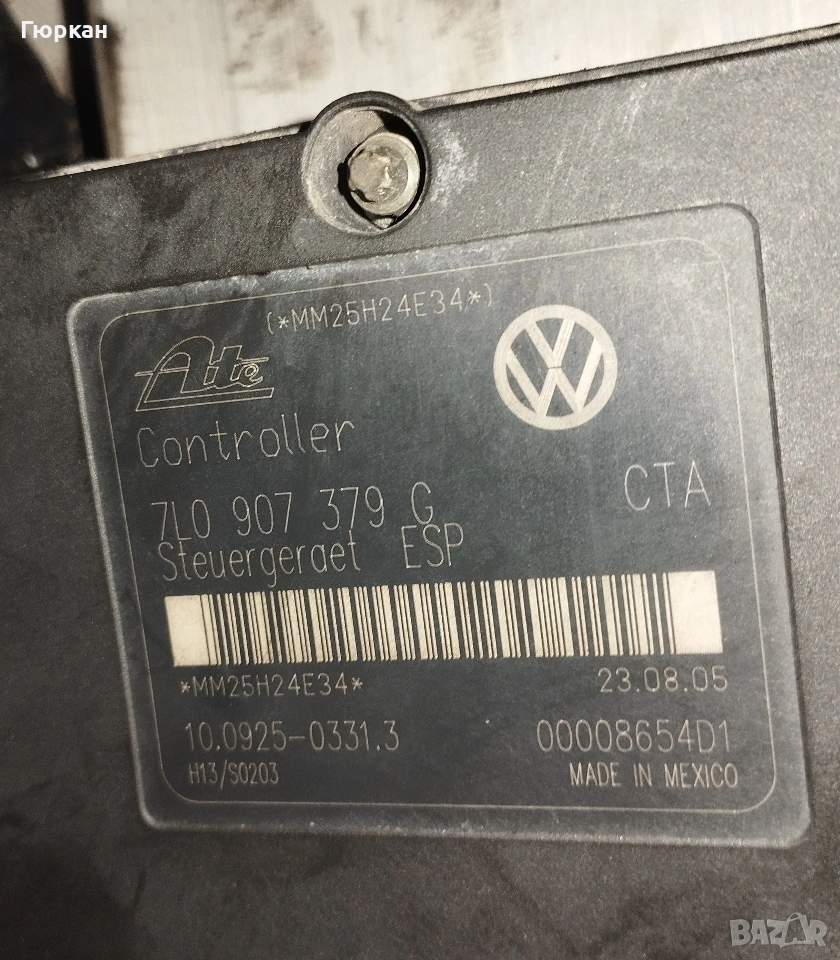 Гюркан
(*MM25H24E34*)
Ate
Controller
7L0 907 379 G
CTA
Steuergeraet ESP
*MM25H24E34*
23.08.05
10.0925-0331.3
00008654D1
H13/S0203
MADE IN MEXICO
BAZAR